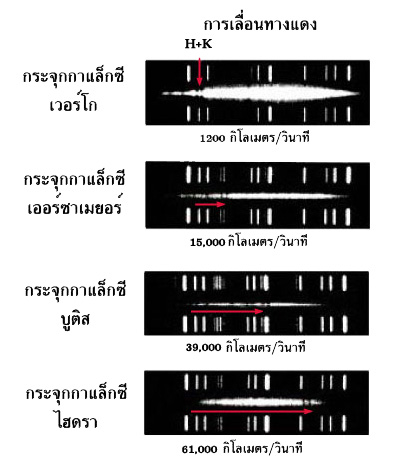 การเลื่อนทางแดง
H+K
กระจุกกาแล็กซี
เวอร์โก
1200 กิโลเมตร/วินาที
กระจุกกาแล็กซี
เออร์ซาเมยอร์
15,000 กิโลเมตร/วินาที
กระจุกกาแล็กซี
บูติส
39,000 กิโลเมตร/วินาที
กระจุกกาแล็กซี
ไฮดรา
61,000 กิโลเมตร/วินาที